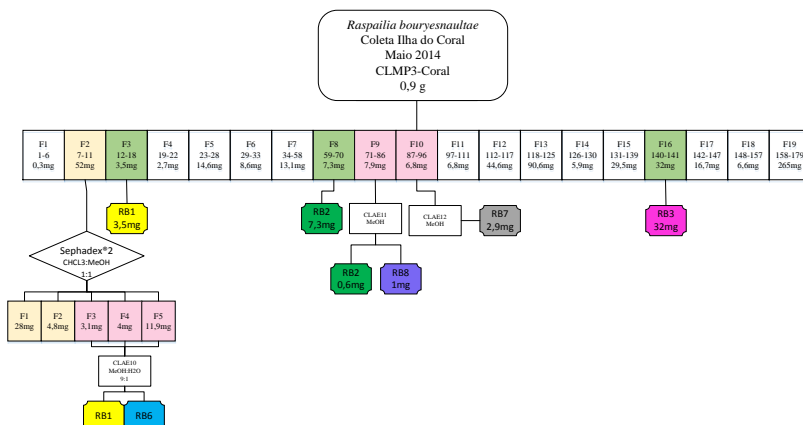 Raspailia bouryesnaultae
Coleta Ilha do Coral
Maio 2014
CLMP3-Coral
0,9 g
F1
1-6
0,3mg
F2
7-11
52mg
F3
12-18
3,5mg
F4
19-22
2,7mg
F5
23-28
14,6mg
F6
29-33
8,6mg
F7
34-58
13,1mg
F8
59-70
7,3mg
F9
71-86
7,9mg
F10
87-96
6,8mg
F11
97-111
6,8mg
F12
112-117
44,6mg
F13
118-125
90,6mg
F14
126-130
5,9mg
F15
131-139
29,5mg
F16
140-141
32mg
F17
142-147
16,7mg
F18
148-157
6,6mg
F19
158-179
265mg
RB1
3,5mg
RB2
7,3mg
CLAE11
MeOH
CLAE12
MeOH
RB7
2,9mg
RB3
32mg
Sephadex®2
CHCL3:MeOH
1:1
RB2
0,6mg
RB8
1mg
F1
28mg
F2
4,8mg
F3
3,1mg
F4
4mg
F5
11,9mg
CLAE10
MeOH:H2O
9:1
RB1
RB6